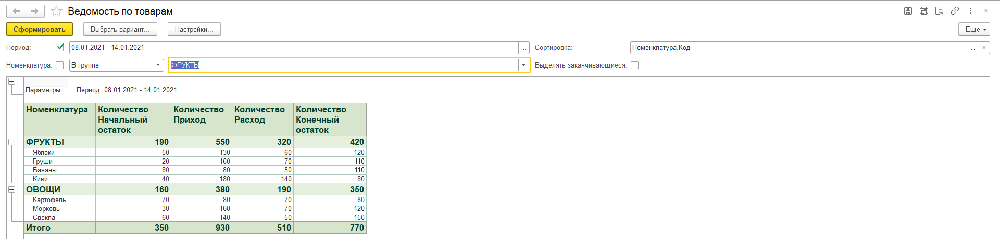 Ведомость по товарам
Сформировать Выбрать вариант... Настройки... Еще
Период: 08.01.2021 - 14.01.2021 ... Сортировка: Номенклатура.Код ... ×
Номенклатура: В группе ФРУКТЫ Выделять заканчивающиеся:
Параметры: Период: 08.01.2021 - 14.01.2021
Номенклатура Количество Количество Количество Количество
Начальный Приход Расход Конечный
остаток остаток
ФРУКТЫ 190 550 320 420
Яблоки 50 130 60 120
Груши 20 160 70 110
Бананы 80 80 50 110
Киви 40 180 140 80
ОВОЩИ 160 380 190 350
Картофель 70 80 70 80
Морковь 30 160 70 120
Свекла 60 140 50 150
Итого 350 930 510 770